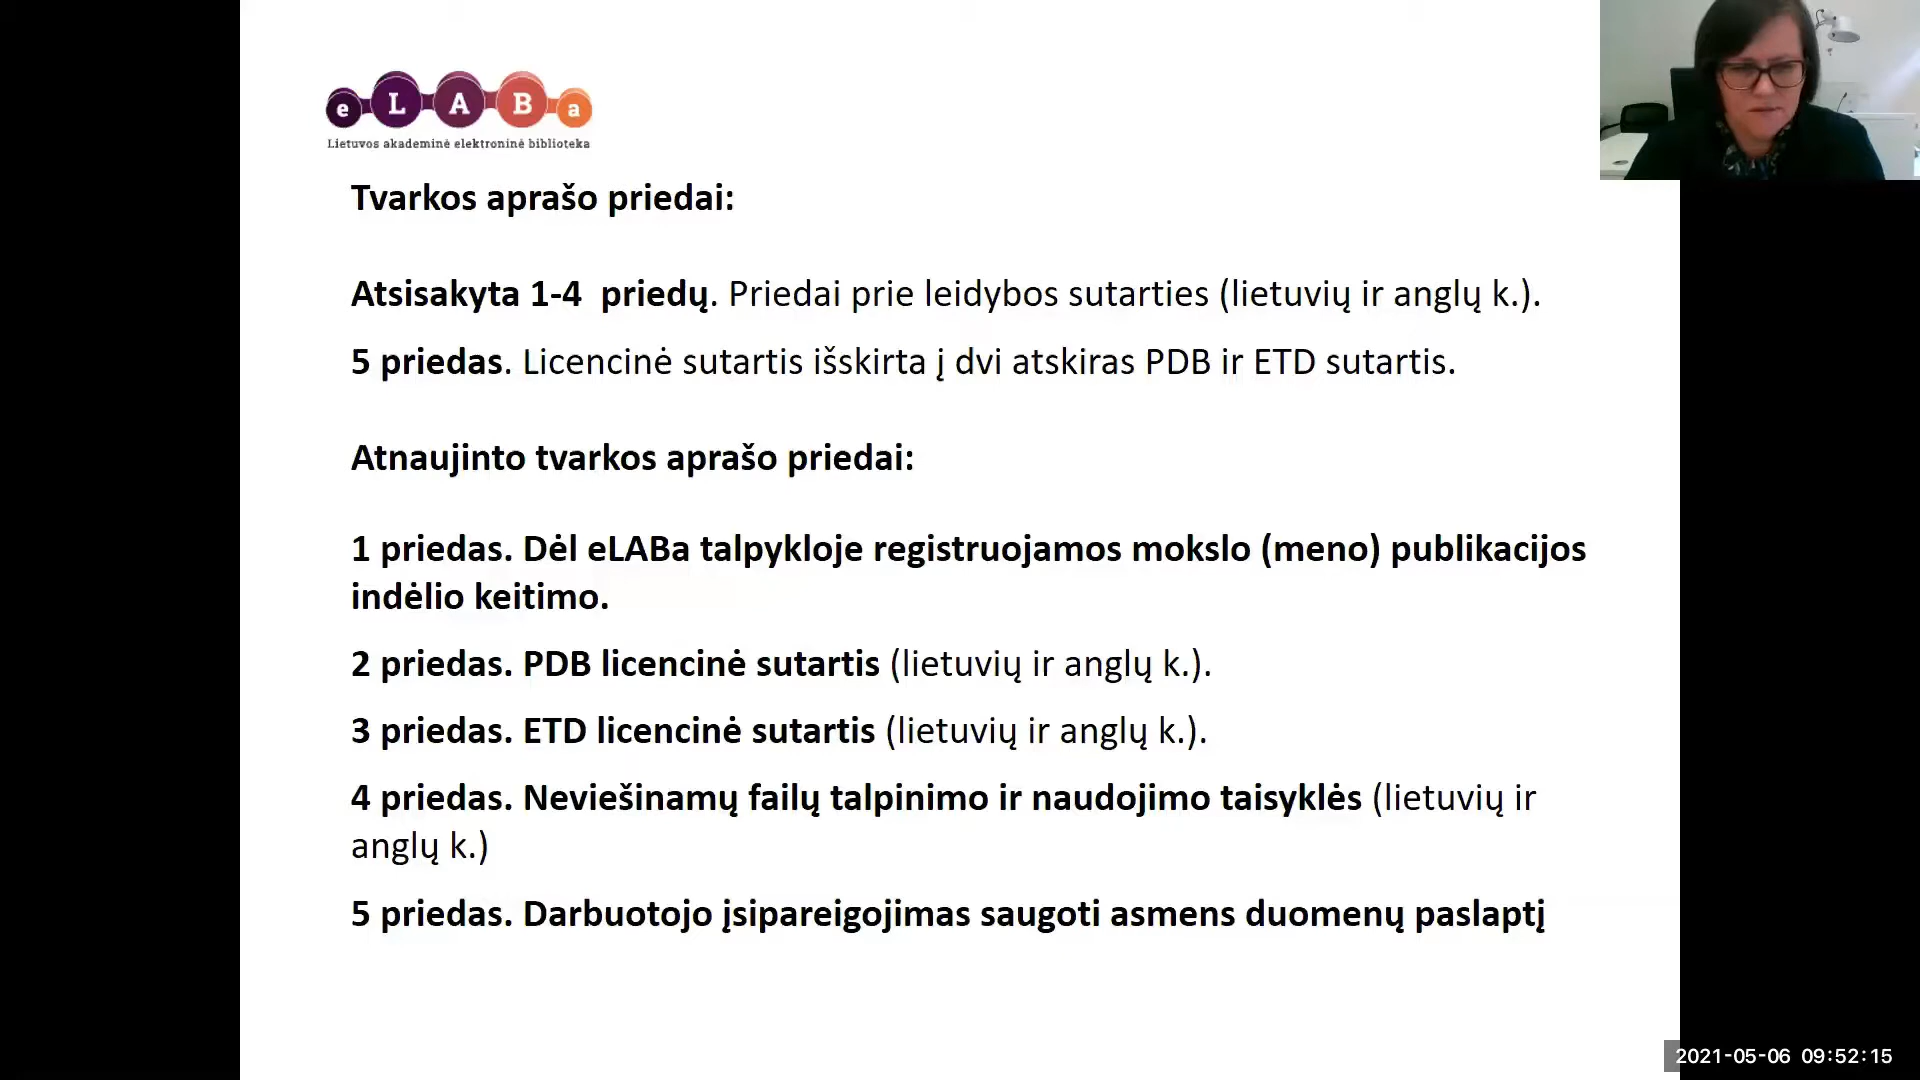 eLABa
Lietuvos akademinė elektroninė biblioteka
Tvarkos aprašo priedai:
Atsisakyta 1-4 priedų. Priedai prie leidybos sutarties (lietuvių ir anglų k.).
5 priedas. Licencinė sutartis išskirta į dvi atskiras PDB ir ETD sutartis.
Atnaujinto tvarkos aprašo priedai:
1 priedas. Dėl eLABa talpykloje registruojamos mokslo (meno) publikacijos
indėlio keitimo.
2 priedas. PDB licencinė sutartis (lietuvių ir anglų k.).
3 priedas. ETD licencinė sutartis (lietuvių ir anglų k.).
4 priedas. Neviešinamų failų talpinimo ir naudojimo taisyklės (lietuvių ir
anglų k.)
5 priedas. Darbuotojo įsipareigojimas saugoti asmens duomenų paslaptį
2021-05-06 09:52:15